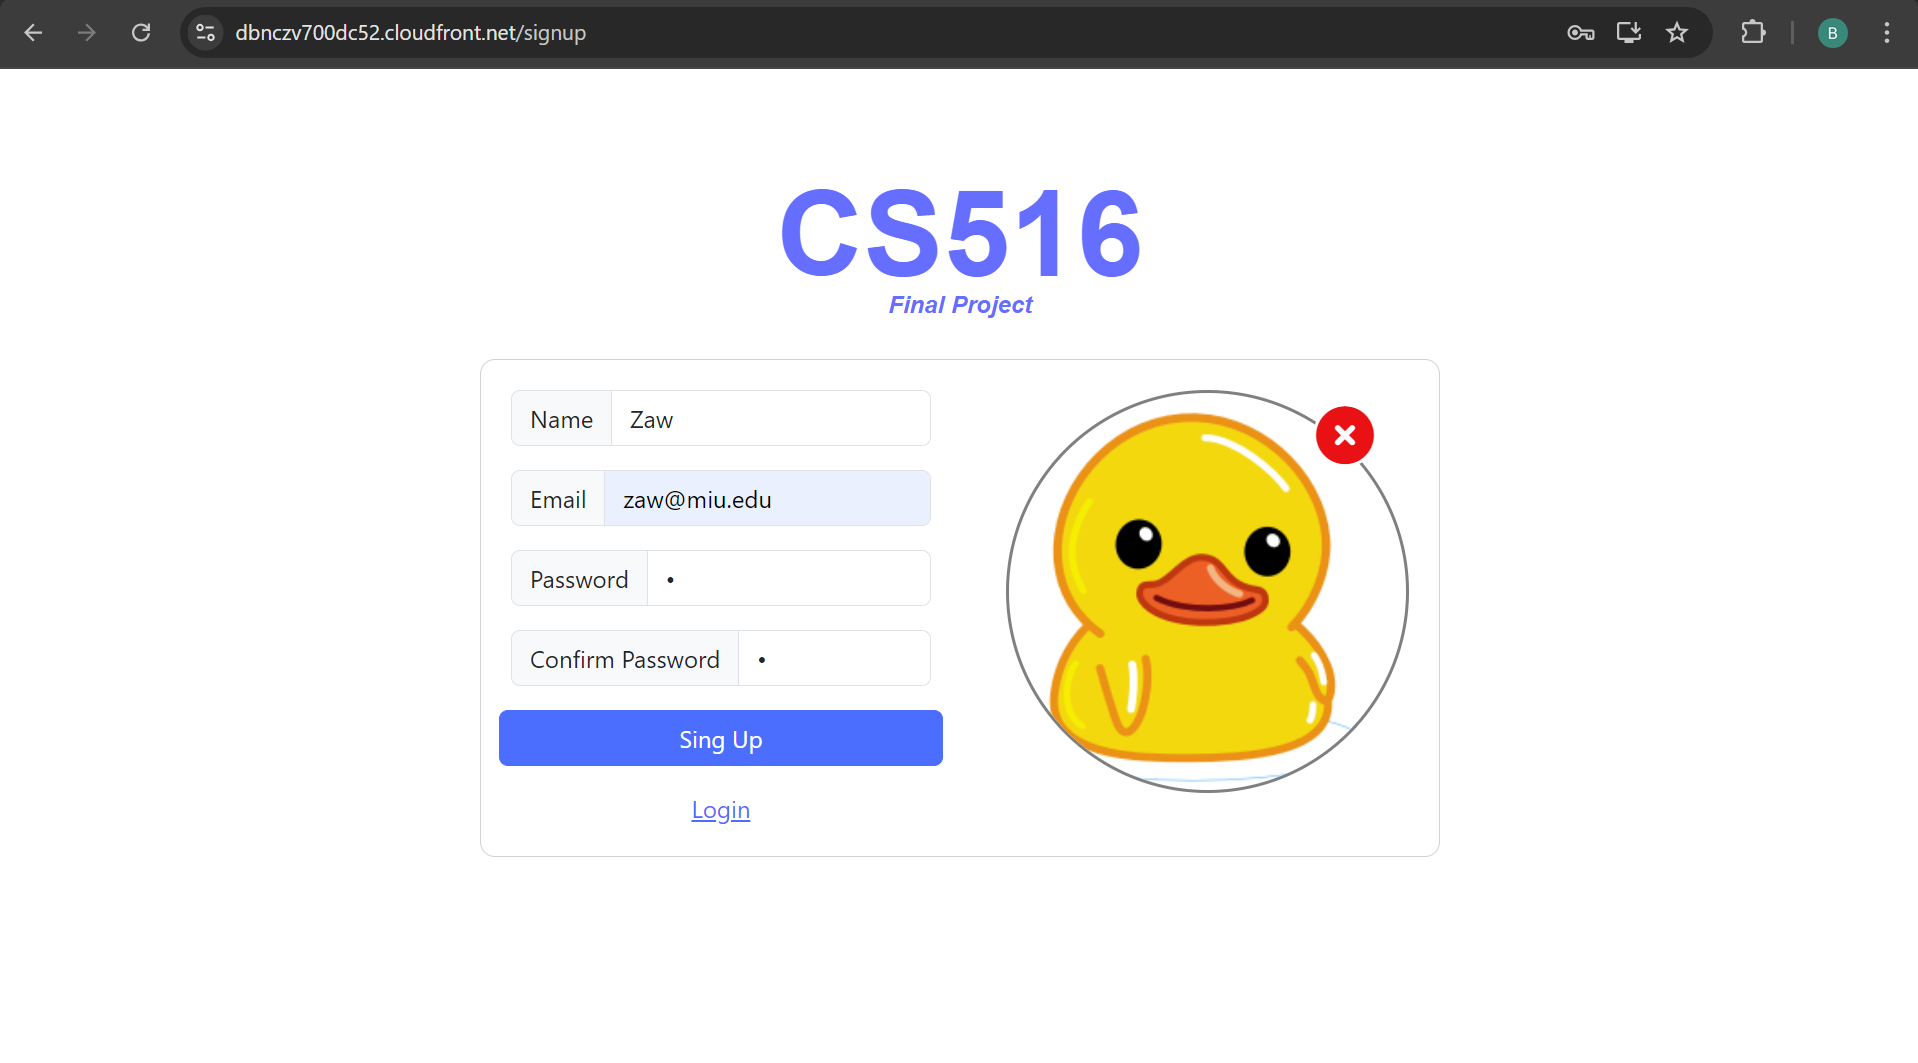 dbnczv700dc52.cloudfront.net/signup
B
CS516
Final Project
Name Zaw
Email zaw@miu.edu
Password •
Confirm Password •
Sing Up
Login